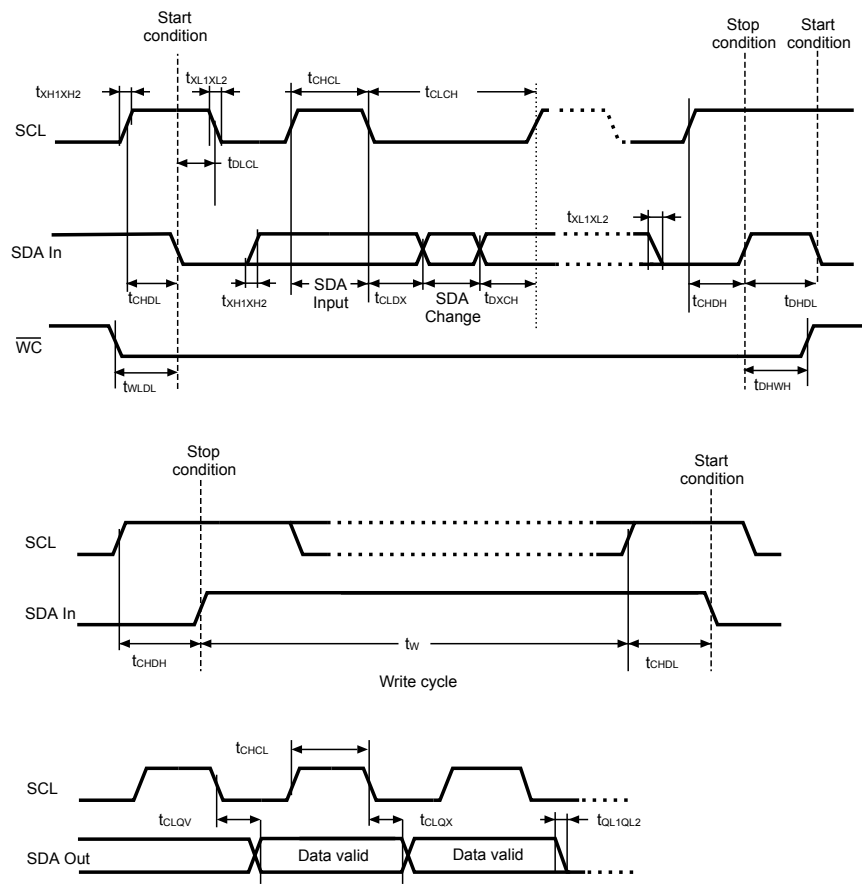 Start
condition
Stop
condition
Start
condition
tXH1XH2
tXL1XL2
tCHCL
tCLCH
SCL
tDLCL
tXL1XL2
SDA In
tCHDL
tXH1XH2
SDA
Input
tCLDX
SDA
Change
tDXCH
tCHDH
tDHDL
WC
tWLDL
tDHWH
Stop
condition
Start
condition
SCL
SDA In
tCHDH
tW
tCHDL
Write cycle
tCHCL
SCL
tCLQV
tCLQX
tQL1QL2
SDA Out
Data valid
Data valid